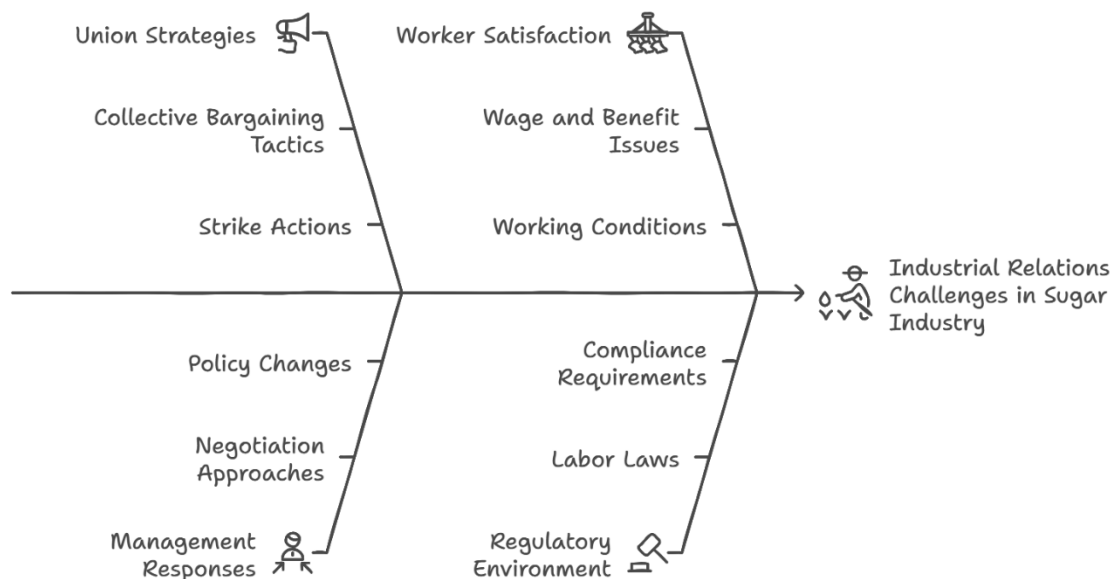 Union Strategies
Collective Bargaining
Tactics
Strike Actions
Worker Satisfaction
Wage and Benefit
Issues
Working Conditions
Industrial Relations
Challenges in Sugar
Industry
Policy Changes
Negotiation
Approaches
Management
Responses
Compliance
Requirements
Labor Laws
Regulatory
Environment